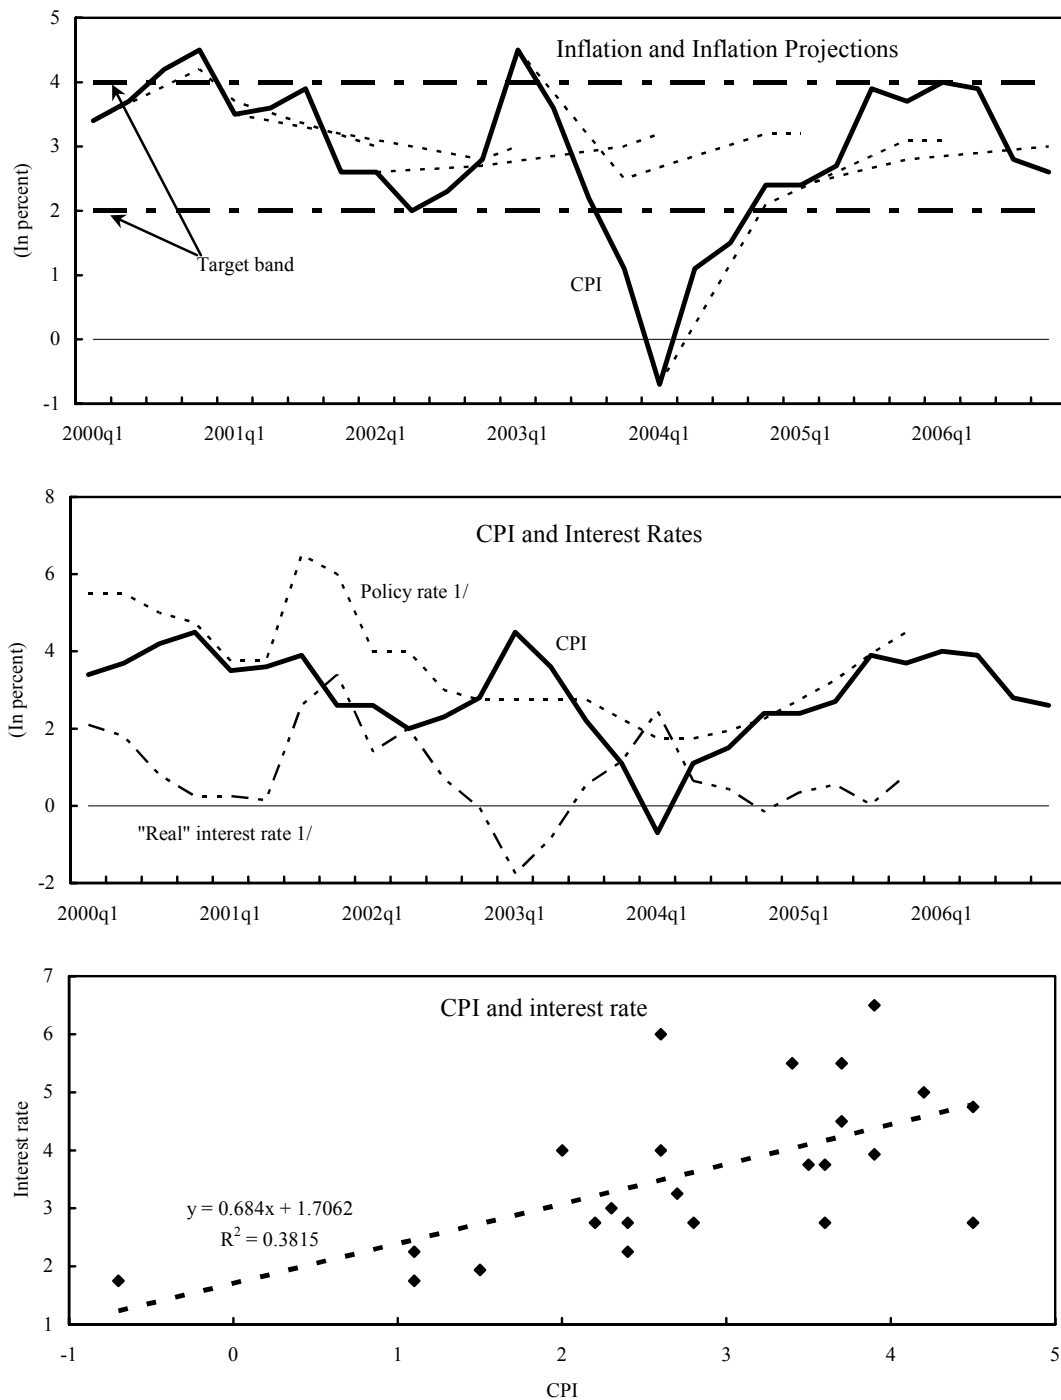 Inflation and Inflation Projections
(In percent)
5
4
3
2
1
0
-1
Target band
CPI
2000q1 2001q1 2002q1 2003q1 2004q1 2005q1 2006q1
CPI and Interest Rates
(In percent)
8
6
4
2
0
-2
Policy rate 1/
CPI
"Real" interest rate 1/
2000q1 2001q1 2002q1 2003q1 2004q1 2005q1 2006q1
CPI and interest rate
Interest rate
7
6
5
4
3
2
1
y = 0.684x + 1.7062
R² = 0.3815
-1 0 1 2 3 4 5
CPI